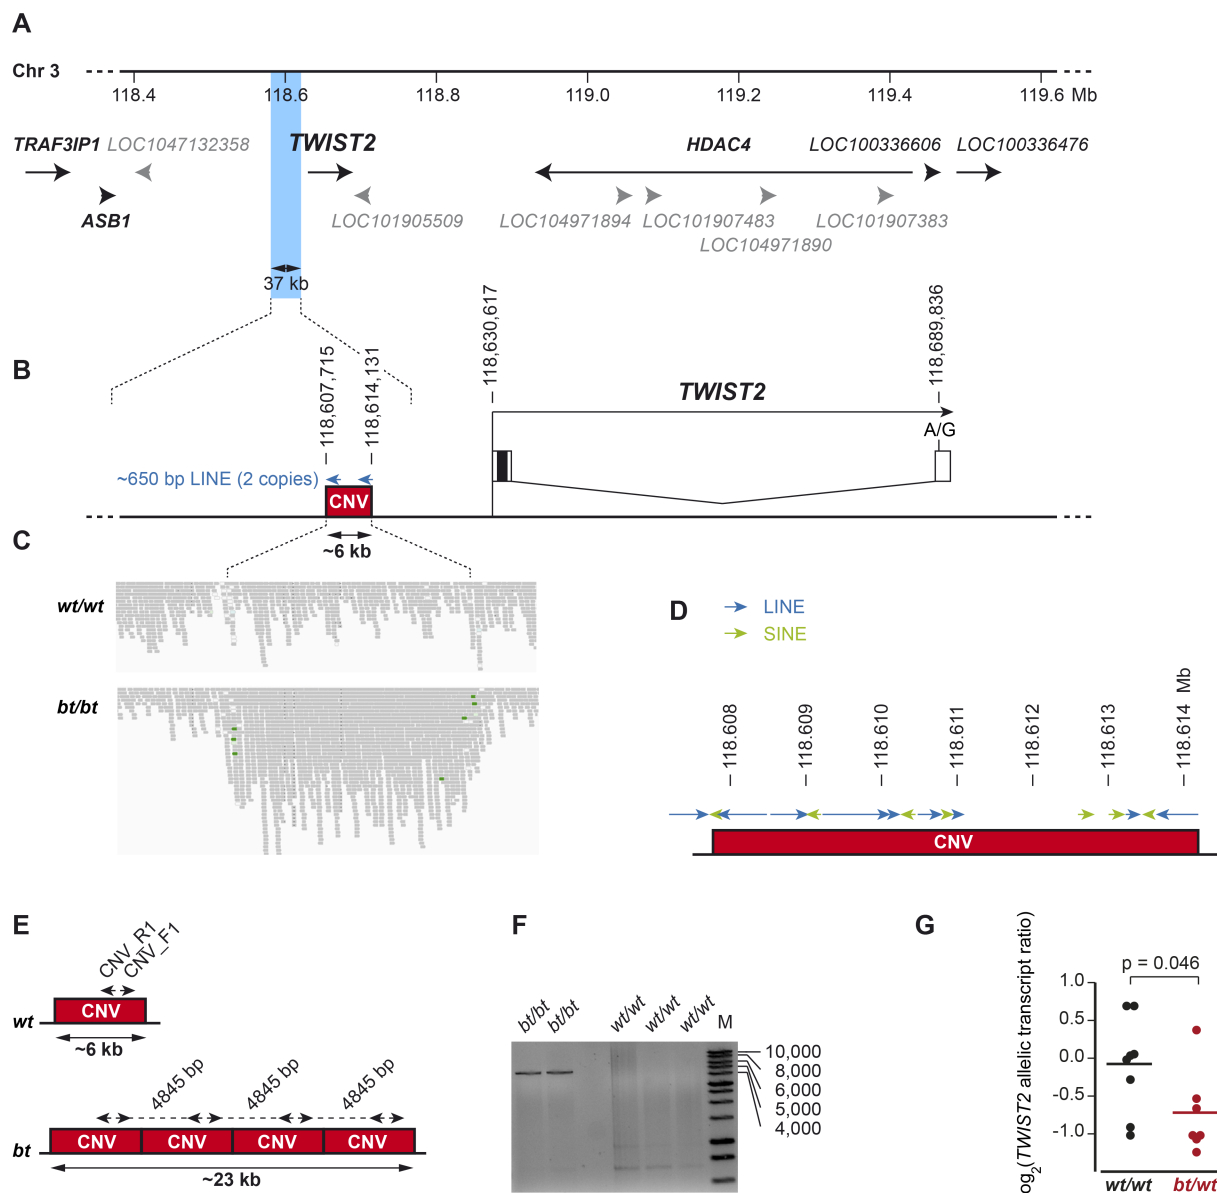 A
Chr 3
118.4 118.6 118.8 119.0 119.2 119.4 119.6 Mb
TRAF3IP1 LOC1047132358 TWIST2 HDAC4 LOC100336606 LOC100336476
ASB1 LOC101905509 LOC104971894 LOC101907483 LOC101907383
LOC104971890
37 kb
B
118,607,715
118,614,131
118,630,617
118,689,836
TWIST2
A/G
~650 bp LINE (2 copies)
CNV
~6 kb
C
wt/wt
bt/bt
D
LINE
SINE
118.608 118.609 118.610 118.611 118.612 118.613 118.614 Mb
CNV
E
CNV_R1
CNV_F1
CNV
wt
~6 kb
4845 bp 4845 bp 4845 bp
bt CNV CNV CNV CNV
~23 kb
F
bt/bt bt/bt wt/wt wt/wt wt/wt M
10,000
8,000
6,000
5,000
4,000
G
og2(TWIST2 allelic transcript ratio)
p = 0.046
1.0
0.5
0.0
-0.5
-1.0
wt/wt bt/wt